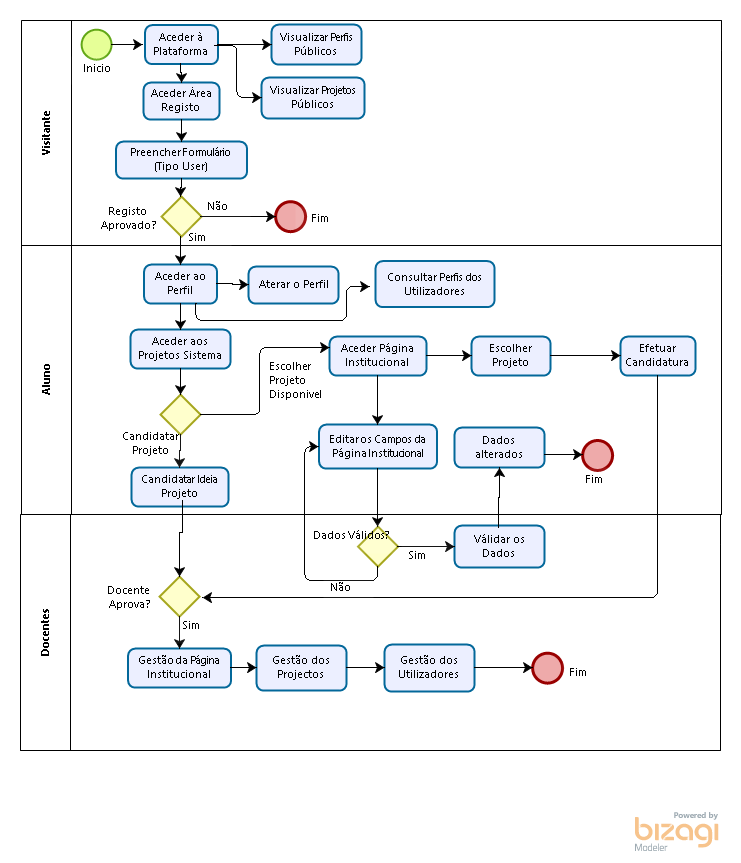 Visitante
Inicio
Aceder à
Plataforma
Visualizar Perfis
Públicos
Visualizar Projetos
Públicos
Aceder Área
Registo
Preencher Formulário
(Tipo User)
Registo
Aprovado?
Não
Fim
Sim
Aluno
Aceder ao
Perfil
Aterar o Perfil
Consultar Perfis dos
Utilizadores
Aceder aos
Projetos Sistema
Escolher
Projeto
Disponivel
Aceder Página
Institucional
Escolher
Projeto
Efetuar
Candidatura
Candidatar
Projeto
Editar os Campos da
Página Institucional
Dados
alterados
Fim
Candidatar Ideia
Projeto
Docentes
Dados Válidos?
Sim
Válidar os
Dados
Não
Docente
Aprova?
Sim
Gestão da Página
Institucional
Gestão dos
Projectos
Gestão dos
Utilizadores
Fim
Powered by
bizagi
Modeler